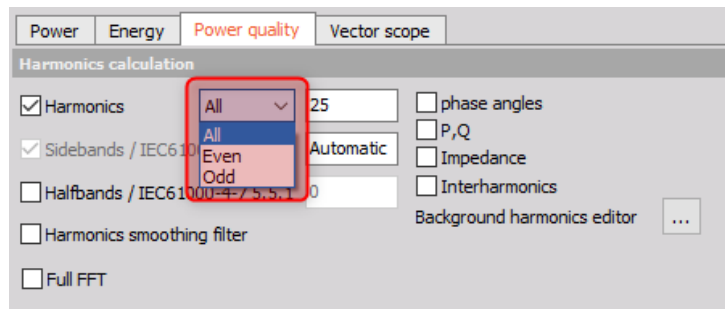 Power Energy Power quality Vector scope
Harmonics calculation
Harmonics All 25 phase angles
All P,Q
Sidebands / IEC61 Even Automatic Impedance
Odd
Halfbands / IEC61000-4-7 5.5.1 0 Interharmonics
Background harmonics editor ...
Harmonics smoothing filter
Full FFT